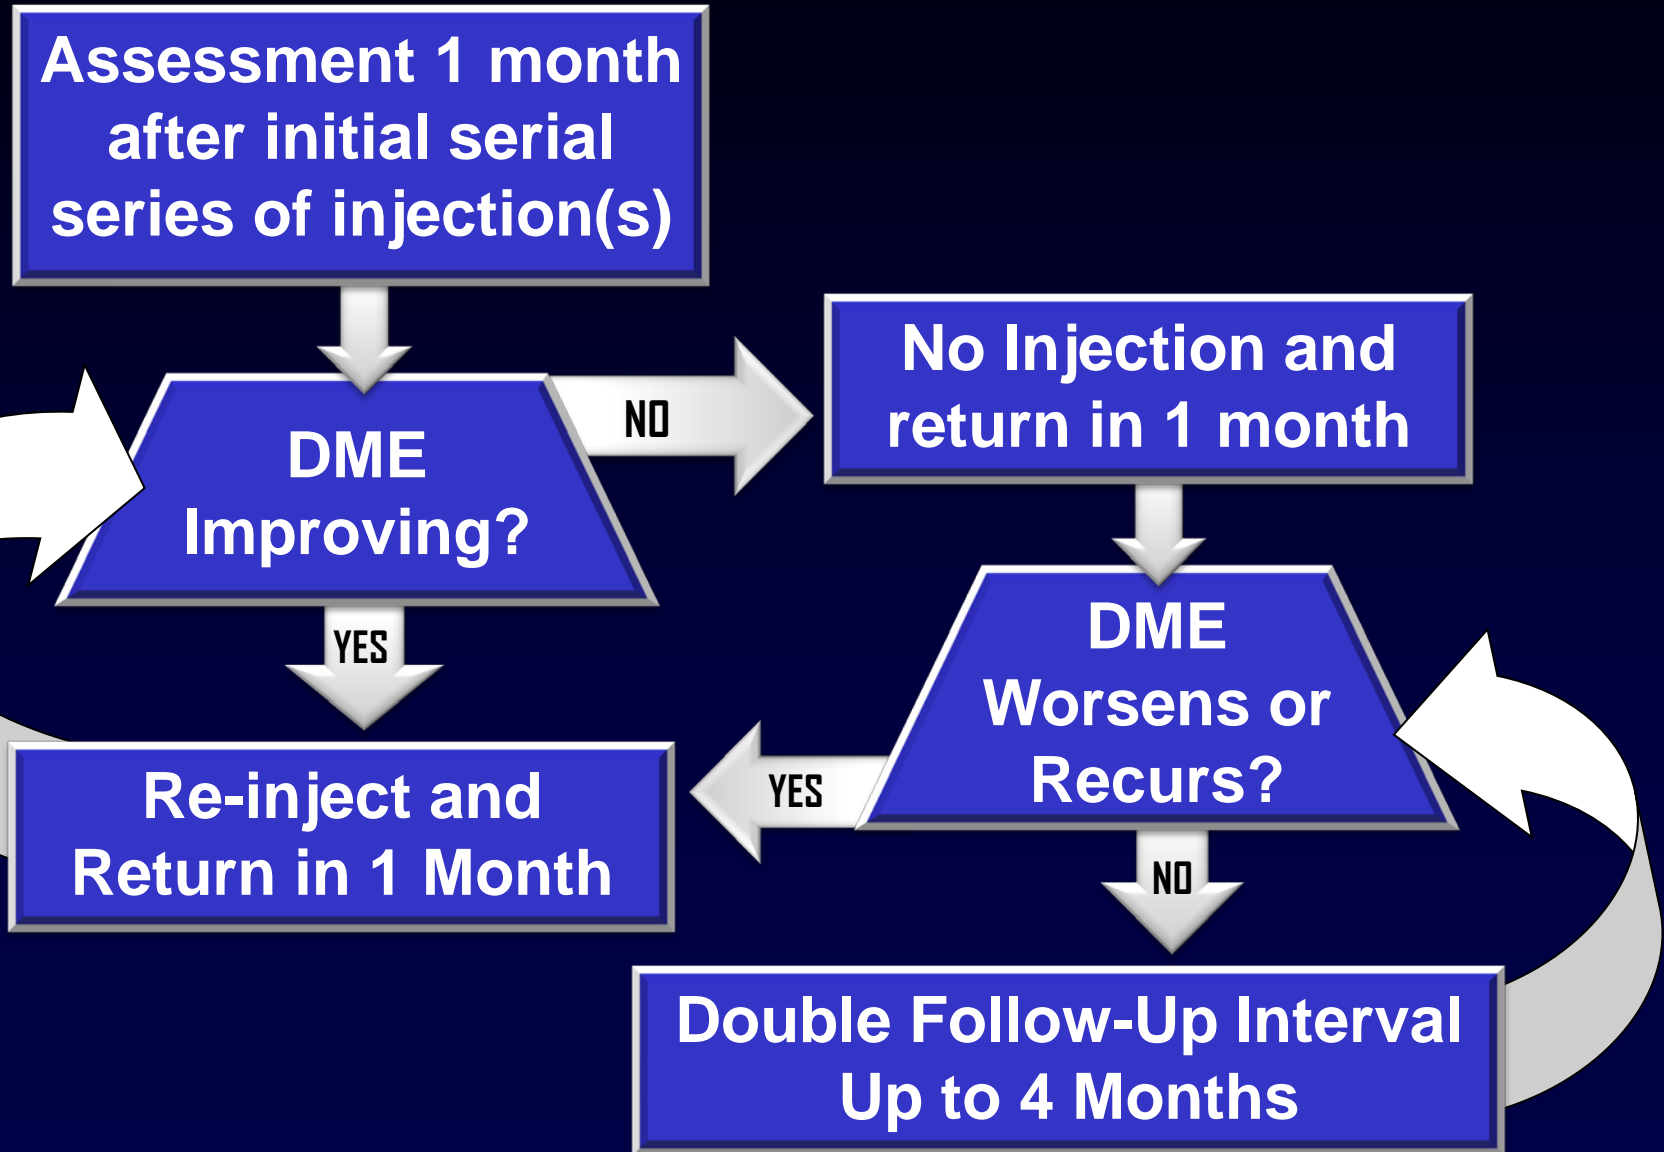 Assessment 1 month
after initial serial
series of injection(s)
DME
Improving?
NO
No Injection and
return in 1 month
YES
DME
Worsens or
Recurs?
YES
Re-inject and
Return in 1 Month
NO
Double Follow-Up Interval
Up to 4 Months